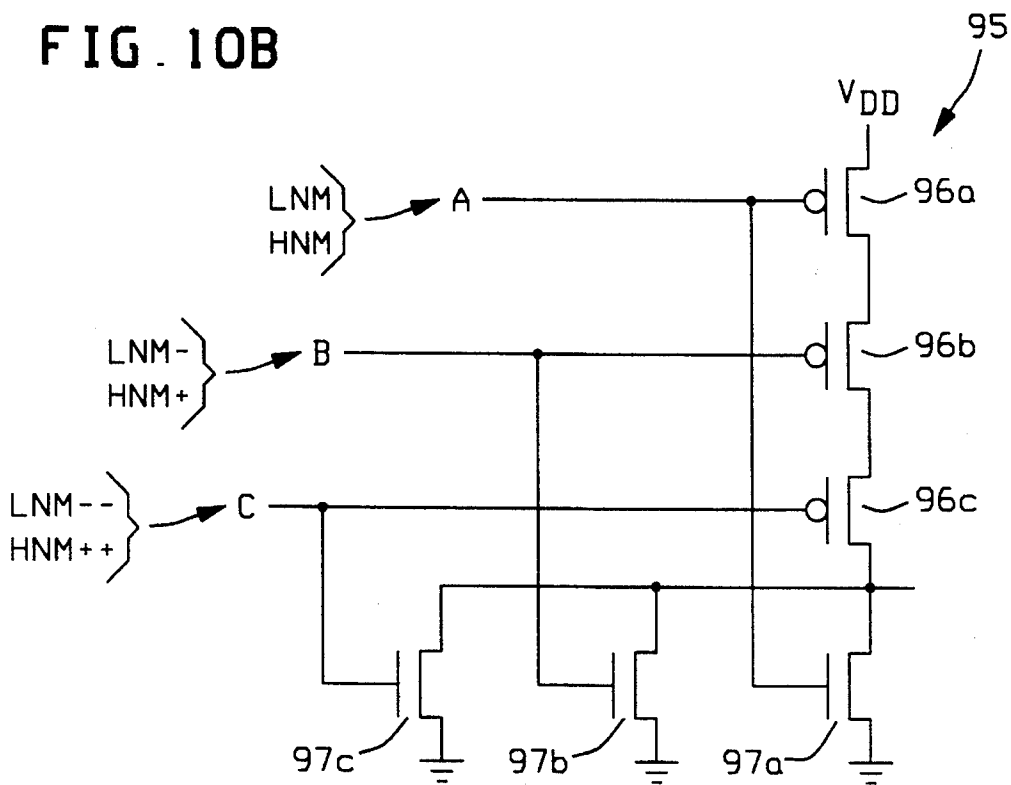 FIG. 10B
95
VDD
LNM
HNM
A
96a
LNM-
HNM+
B
96b
LNM--
HNM++
C
96c
97c
97b
97a